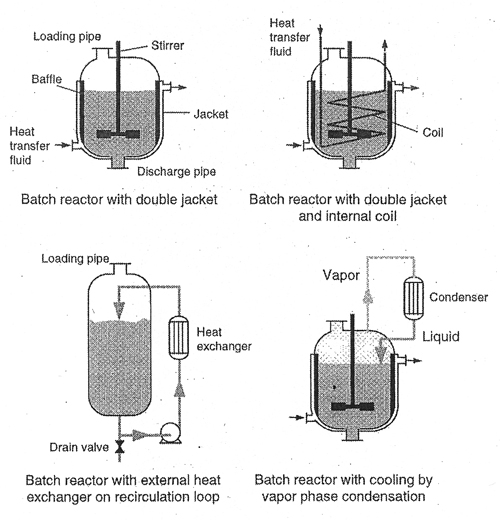 Loading pipe
Stirrer
Baffle
Jacket
Heat
transfer
fluid
Discharge pipe
Batch reactor with double jacket
Heat
transfer
fluid
Coil
Batch reactor with double jacket
and internal coil
Loading pipe
Heat
exchanger
Drain valve
Batch reactor with external heat
exchanger on recirculation loop
Vapor
Condenser
Liquid
Batch reactor with cooling by
vapor phase condensation